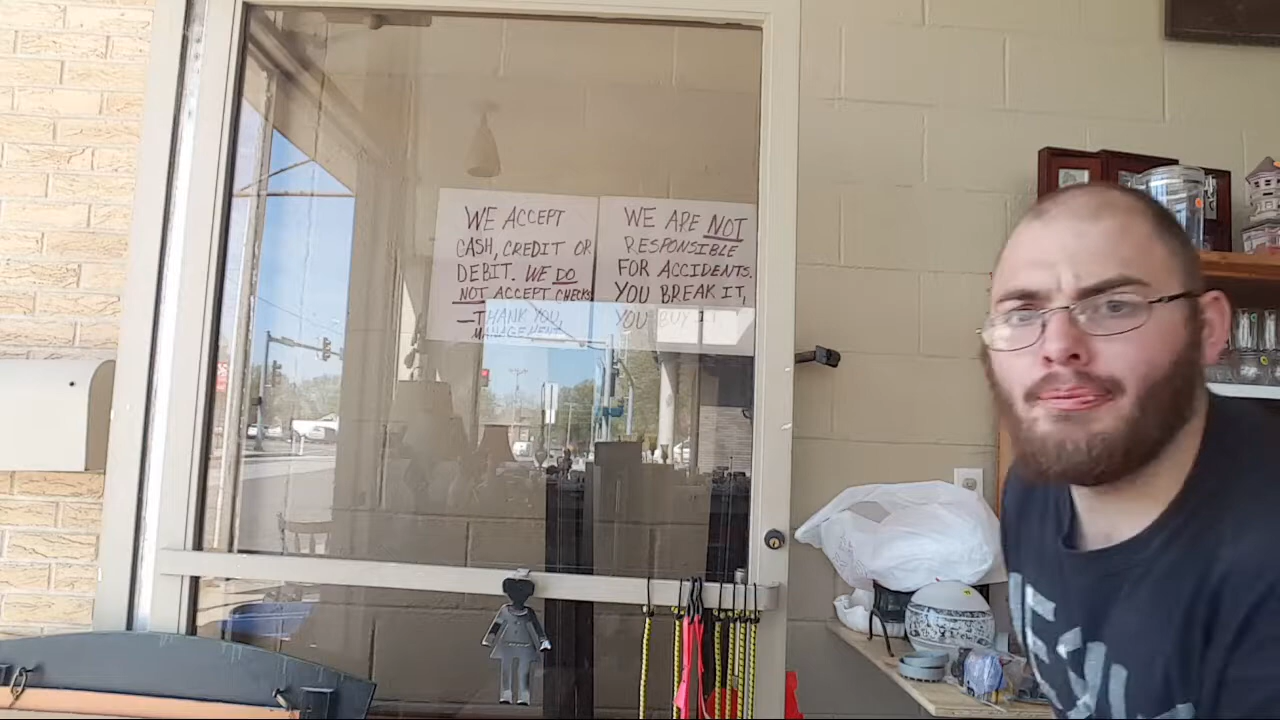 WE ACCEPT
CASH, CREDIT OR
DEBIT. WE DO
NOT ACCEPT CHECKS
—THANK YOU,
MANAGEMENT
WE ARE NOT
RESPONSIBLE
FOR ACCIDENTS.
YOU BREAK IT,
YOU BUY IT